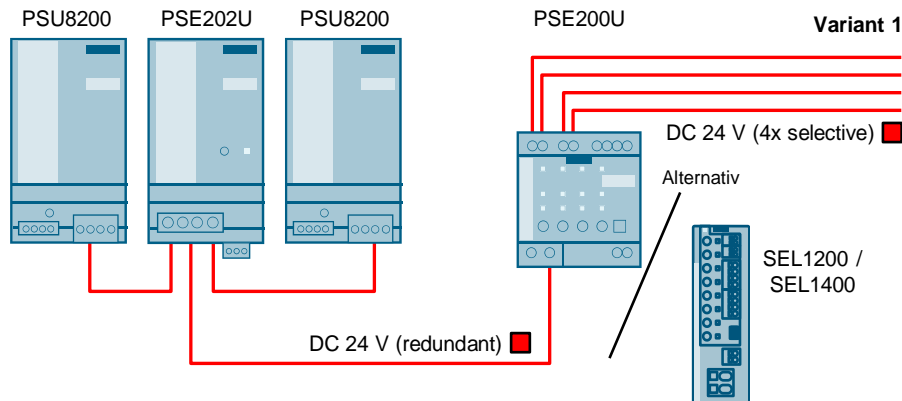 PSU8200
PSE202U
PSU8200
PSE200U
Variant 1
DC 24 V (4x selective)
Alternativ
SEL1200 /
SEL1400
DC 24 V (redundant)